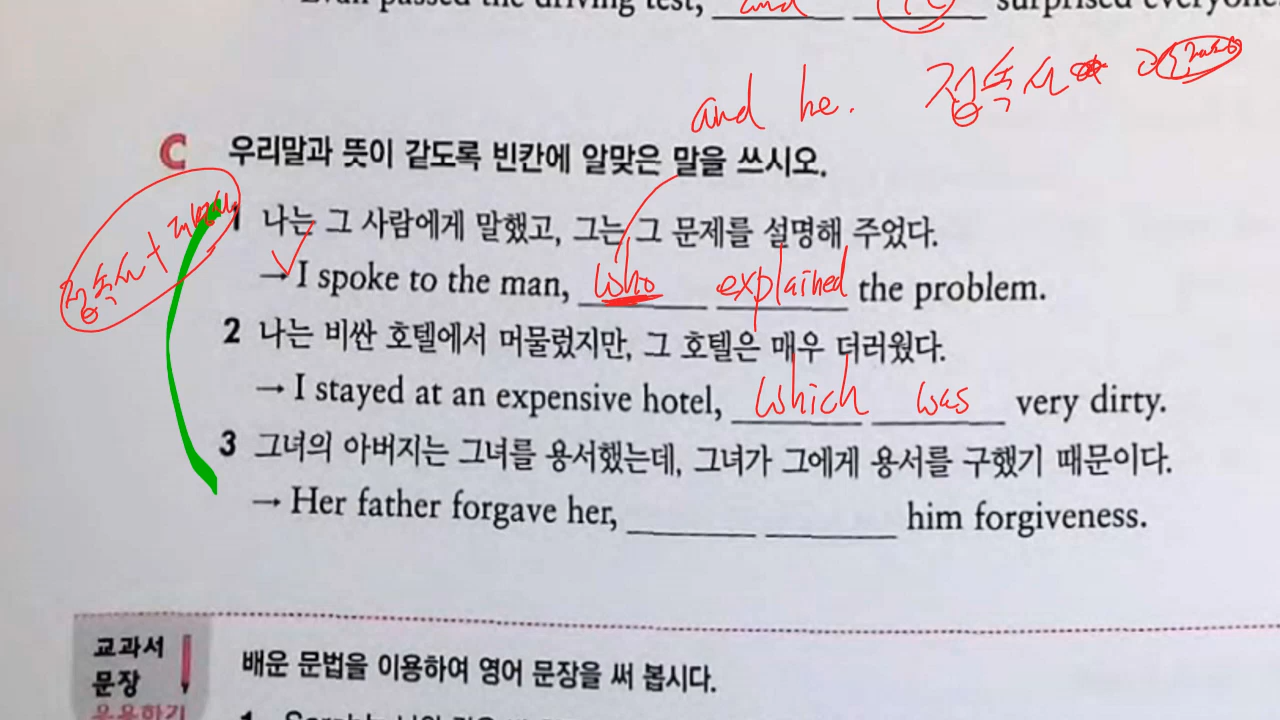 Evan passed the driving test, and surprised everyone.
and he. 접속사
C 우리말과 뜻이 같도록 빈칸에 알맞은 말을 쓰시오.
접속사 +
1 나는 그 사람에게 말했고, 그는 그 문제를 설명해 주었다.
→ I spoke to the man, who explained the problem.
2 나는 비싼 호텔에서 머물렀지만, 그 호텔은 매우 더러웠다.
→ I stayed at an expensive hotel, which was very dirty.
3 그녀의 아버지는 그녀를 용서했는데, 그녀가 그에게 용서를 구했기 때문이다.
→ Her father forgave her, him forgiveness.
교과서
문장
응용하기
배운 문법을 이용하여 영어 문장을 써 봅시다.